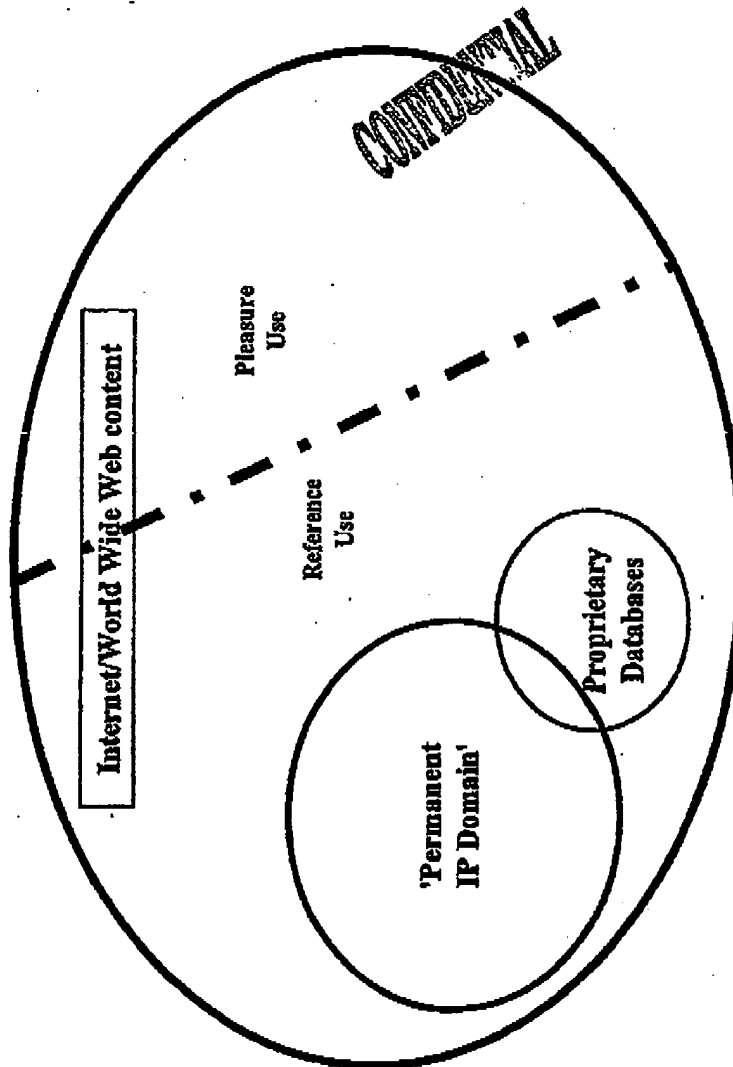 Internet/World Wide Web content
Pleasure
Use
Reference
Use
'Permanent
IP Domain'
Proprietary
Databases
CONFIDENTIAL